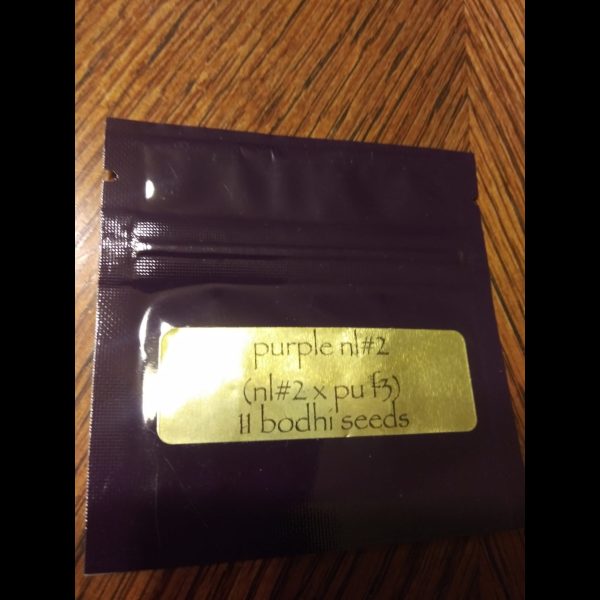 purple nl#2
(nl#2 x pu f3)
11 bodhi seeds